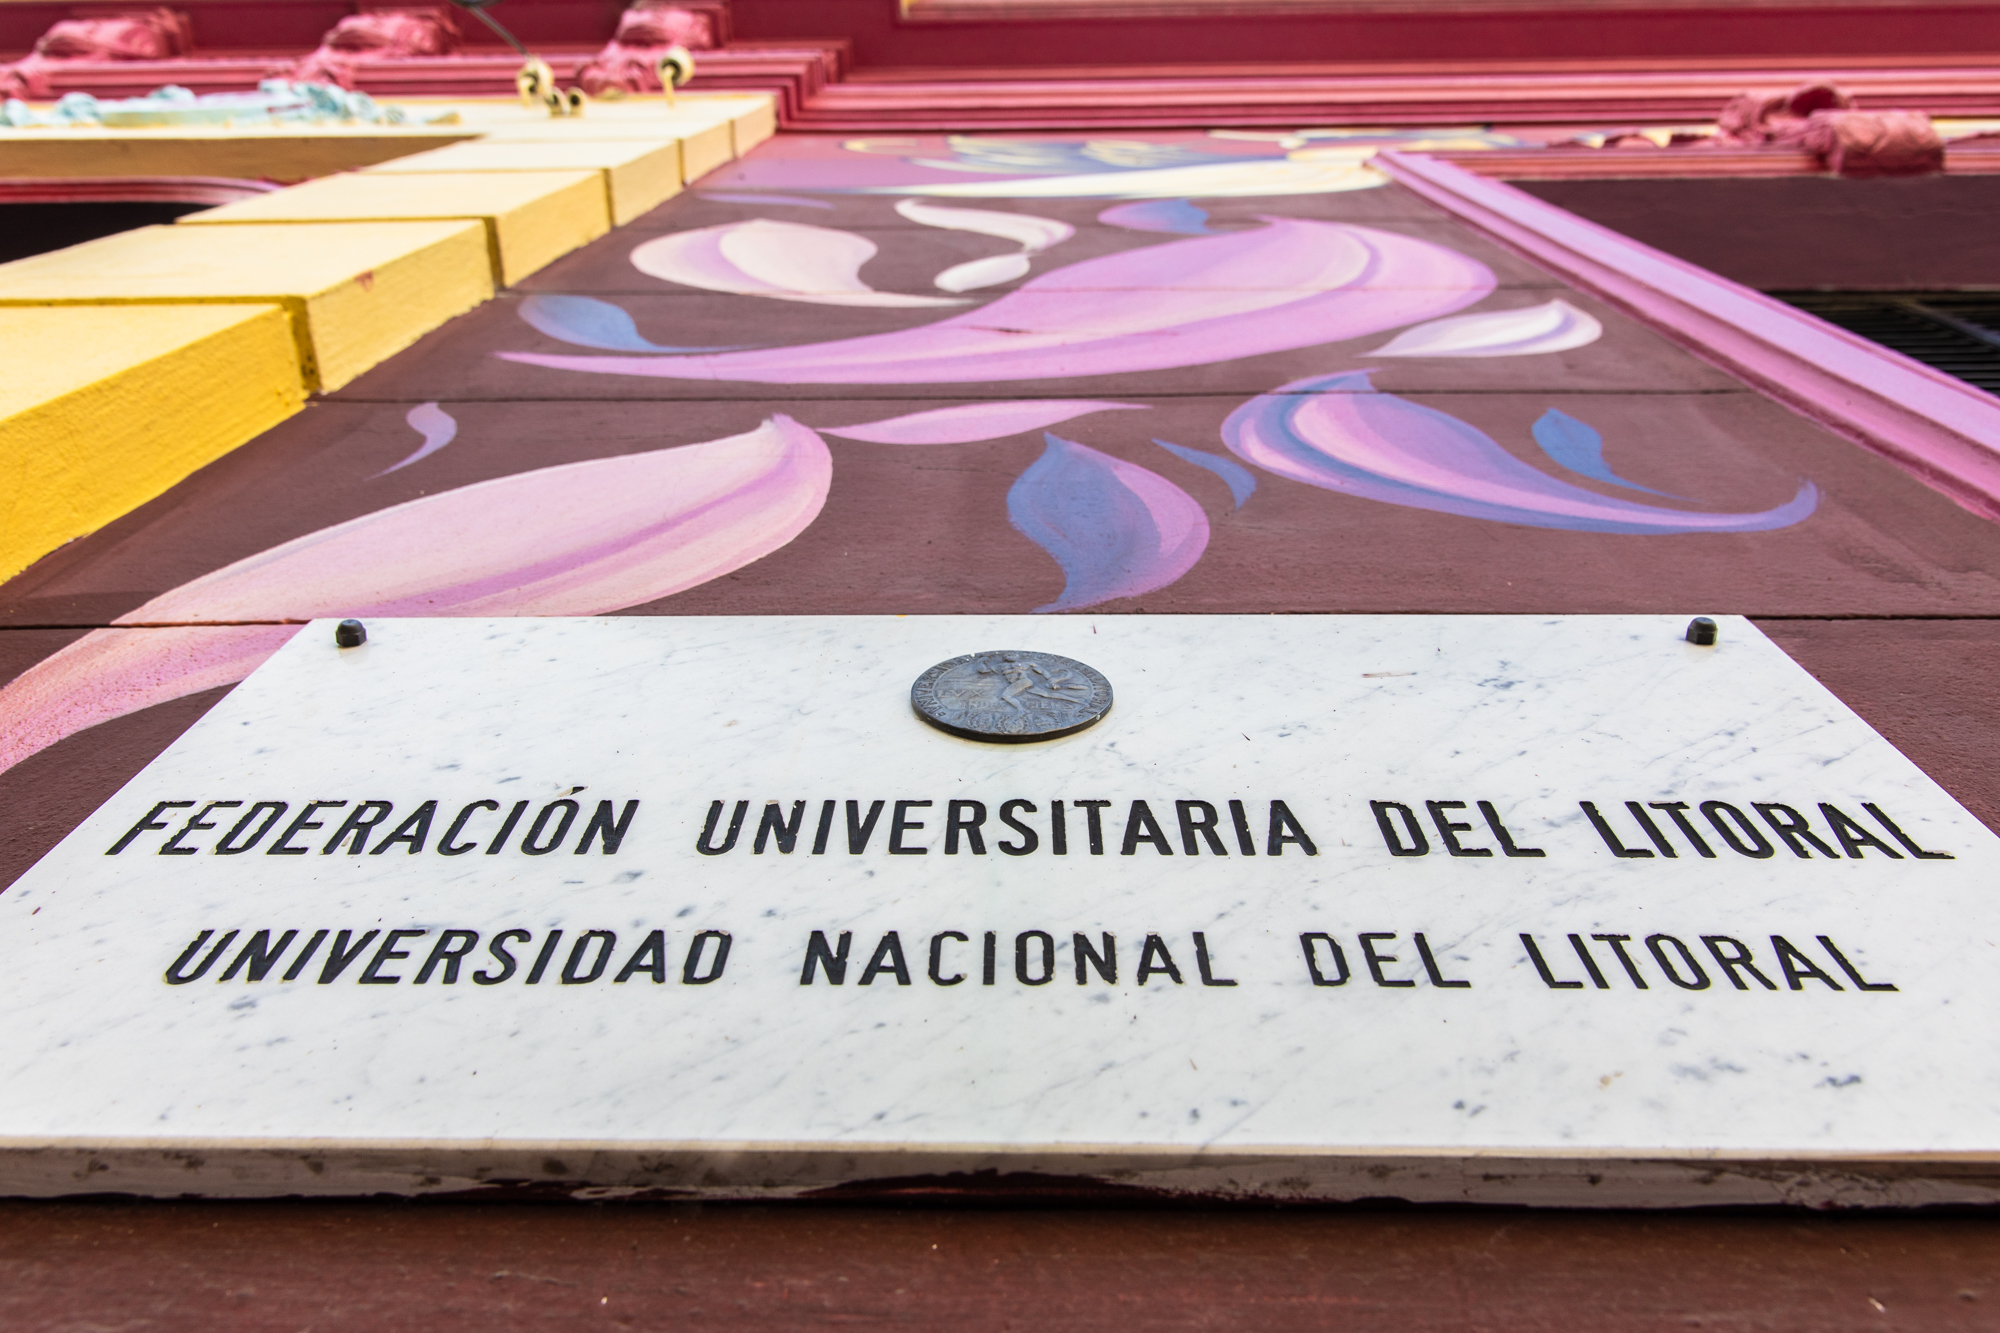 FEDERACIÓN UNIVERSITARIA DEL LITORAL
UNIVERSIDAD NACIONAL DEL LITORAL